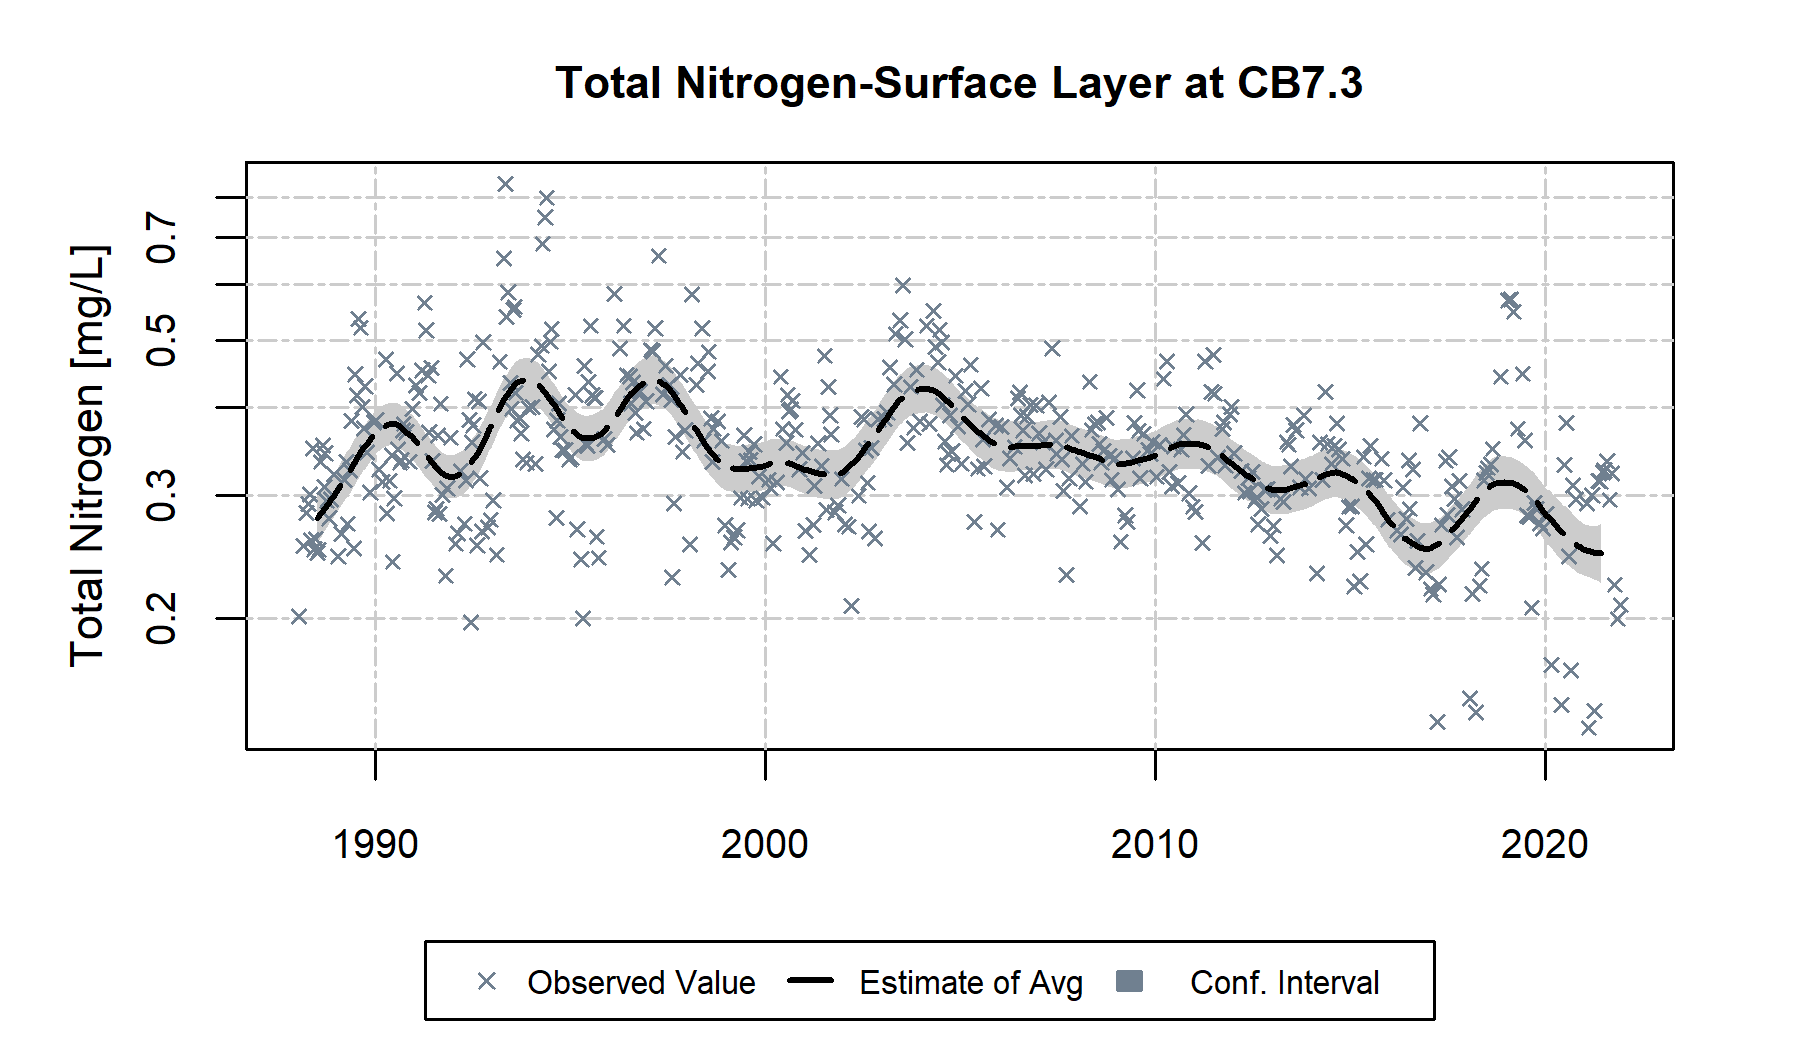 Total Nitrogen-Surface Layer at CB7.3
Total Nitrogen [mg/L]
0.7
0.5
0.3
0.2
1990 2000 2010 2020
Observed Value Estimate of Avg Conf. Interval